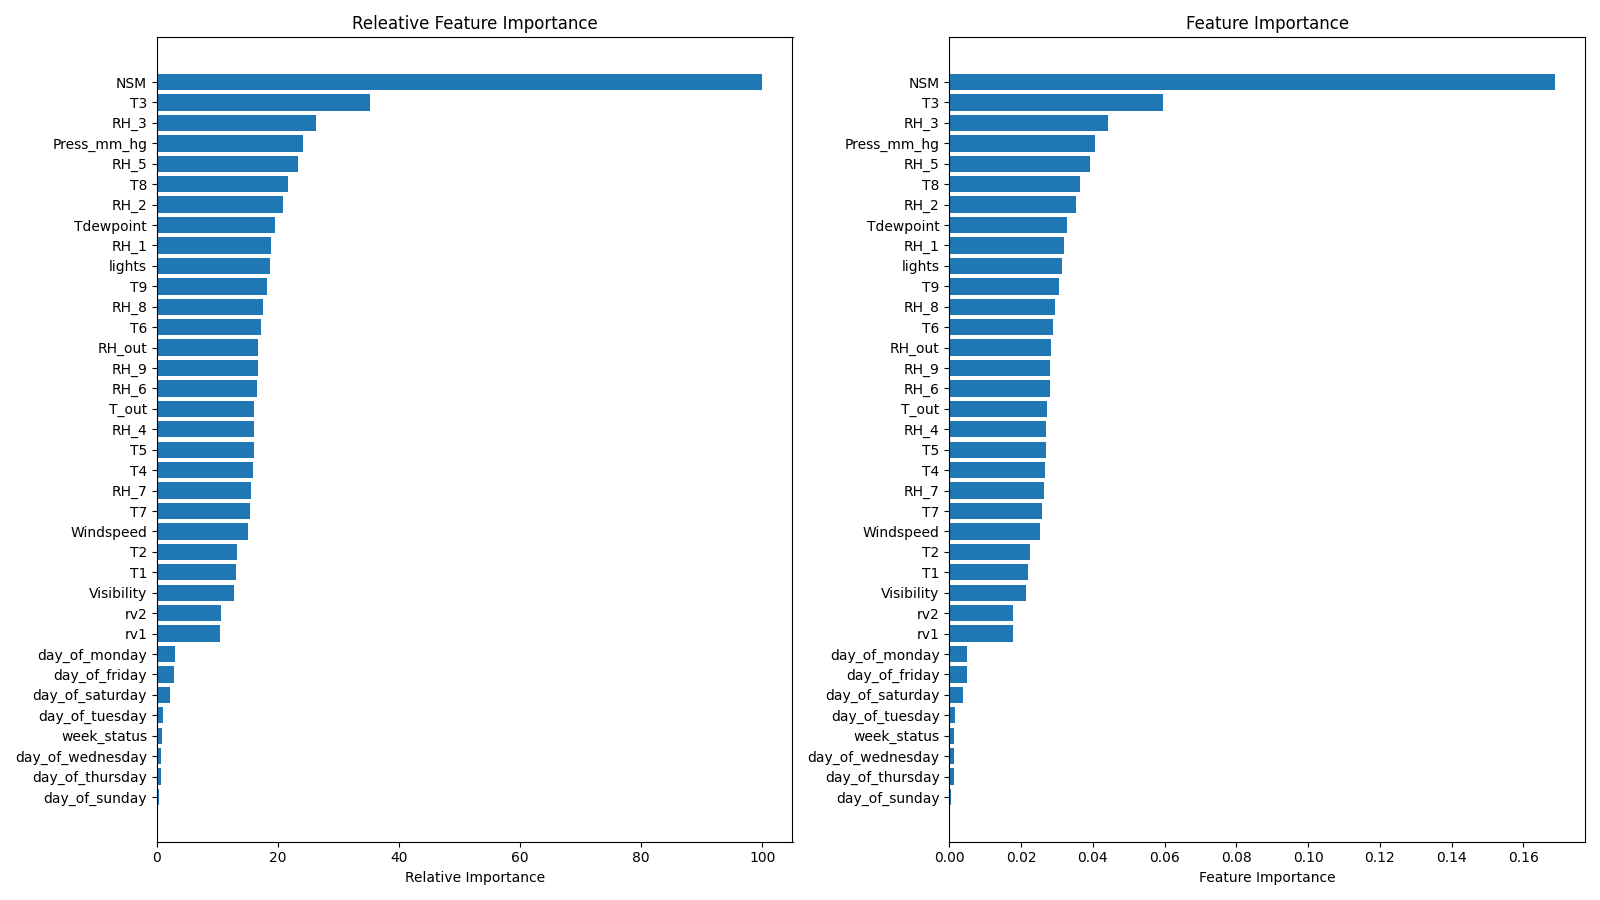 Releative Feature Importance
NSM
T3
RH_3
Press_mm_hg
RH_5
T8
RH_2
Tdewpoint
RH_1
lights
T9
RH_8
T6
RH_out
RH_9
RH_6
T_out
RH_4
T5
T4
RH_7
T7
Windspeed
T2
T1
Visibility
rv2
rv1
day_of_monday
day_of_friday
day_of_saturday
day_of_tuesday
week_status
day_of_wednesday
day_of_thursday
day_of_sunday
0 20 40 60 80 100
Relative Importance
Feature Importance
NSM
T3
RH_3
Press_mm_hg
RH_5
T8
RH_2
Tdewpoint
RH_1
lights
T9
RH_8
T6
RH_out
RH_9
RH_6
T_out
RH_4
T5
T4
RH_7
T7
Windspeed
T2
T1
Visibility
rv2
rv1
day_of_monday
day_of_friday
day_of_saturday
day_of_tuesday
week_status
day_of_wednesday
day_of_thursday
day_of_sunday
0.00 0.02 0.04 0.06 0.08 0.10 0.12 0.14 0.16
Feature Importance